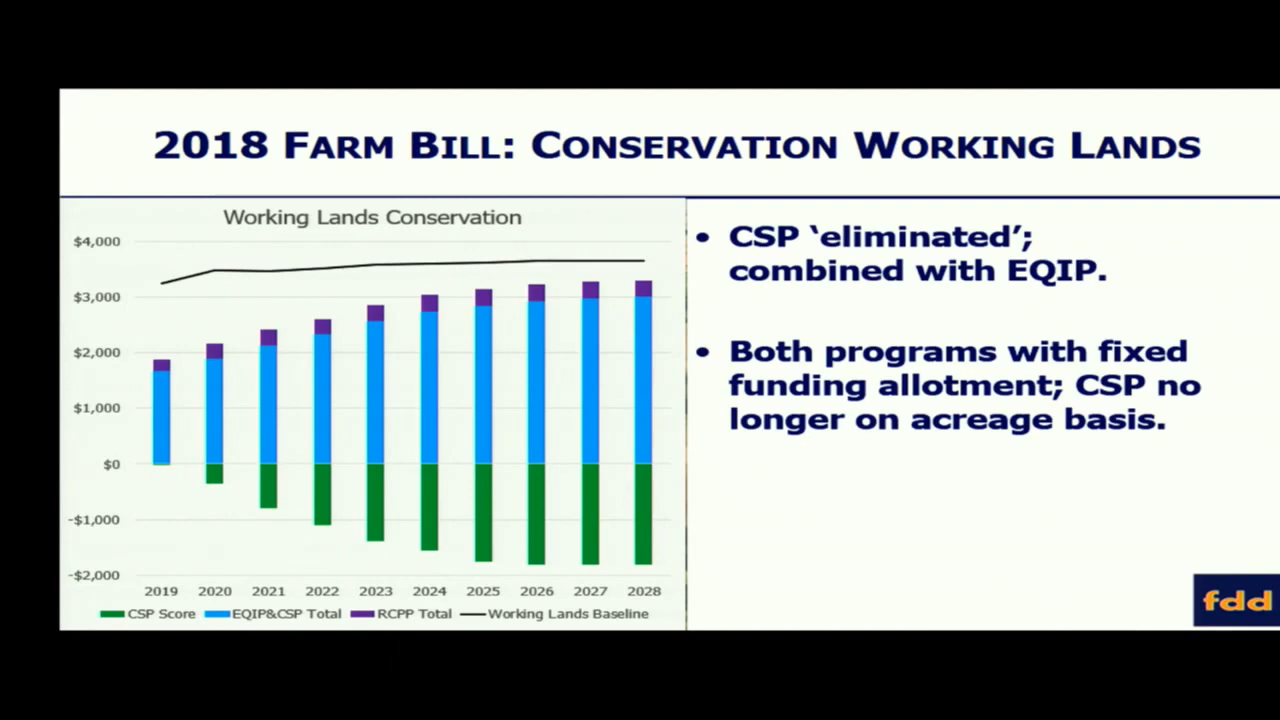 2018 FARM BILL: CONSERVATION WORKING LANDS
Working Lands Conservation
$4,000
$3,000
$2,000
$1,000
$0
-$1,000
-$2,000
2019 2020 2021 2022 2023 2024 2025 2026 2027 2028
CSP Score EQIP&CSP Total RCPP Total Working Lands Baseline
• CSP ‘eliminated’;
combined with EQIP.
• Both programs with fixed
funding allotment; CSP no
longer on acreage basis.
fdd